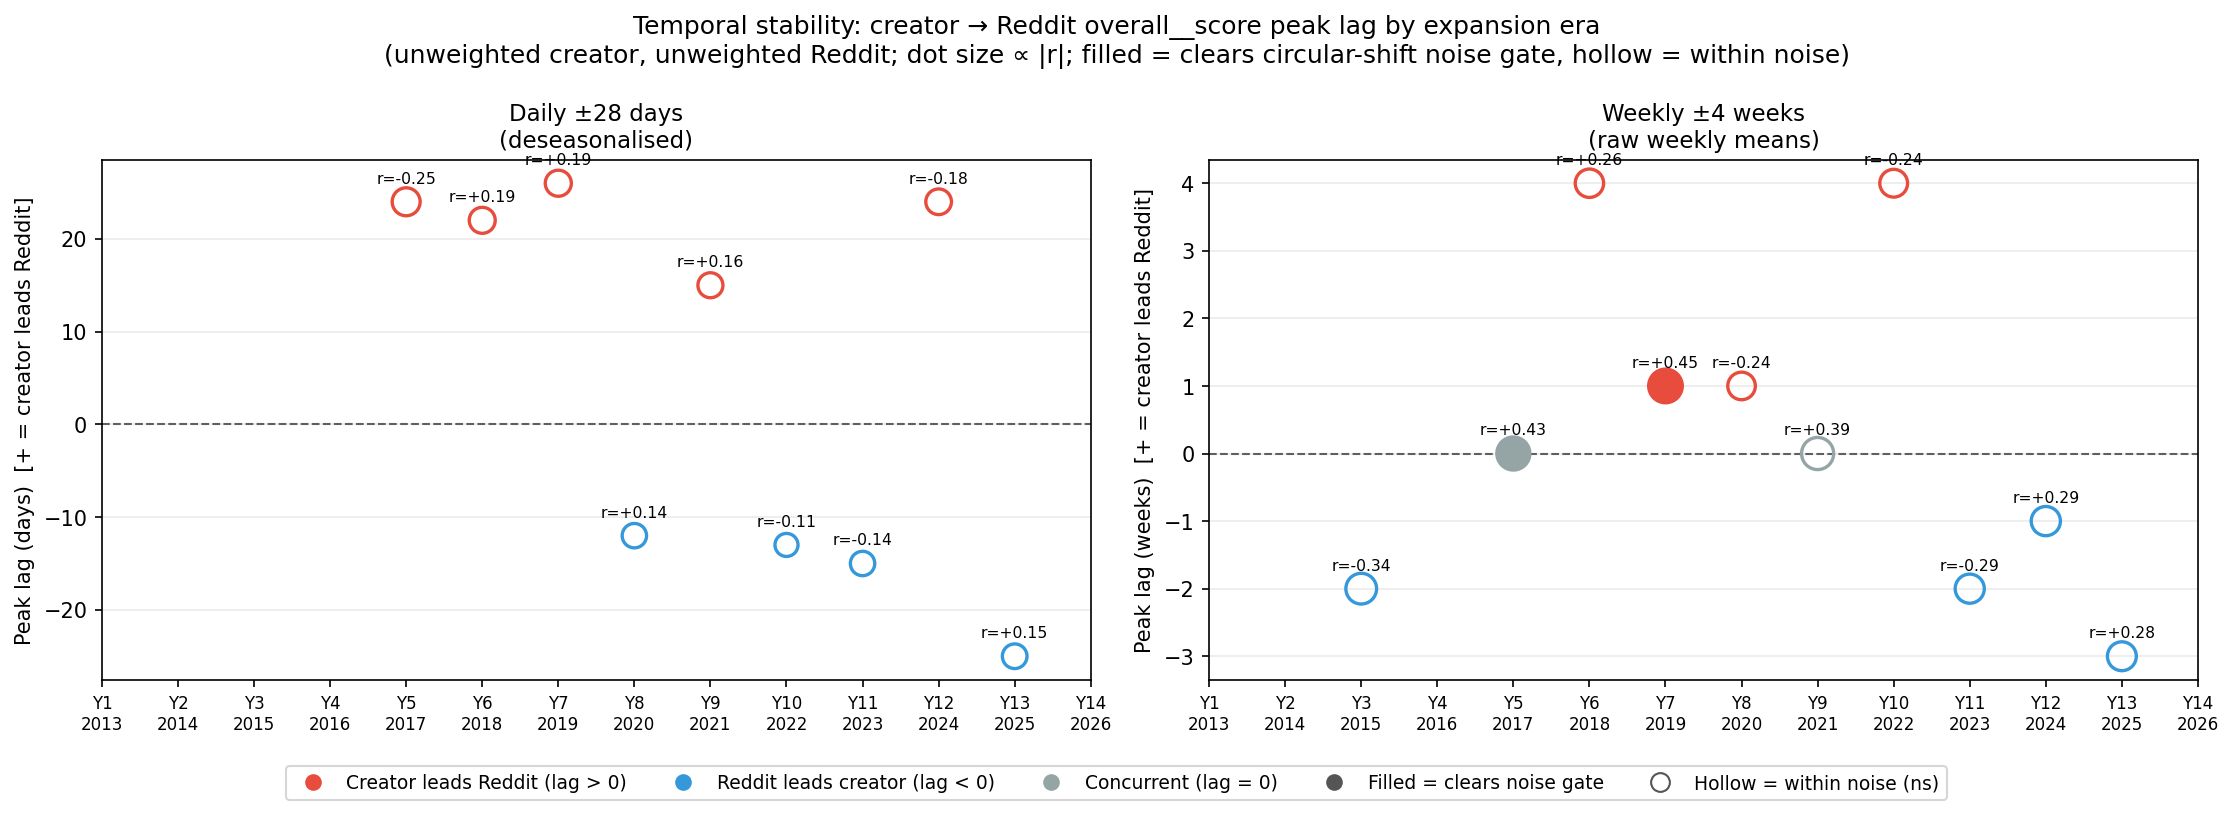 Temporal stability: creator → Reddit overall__score peak lag by expansion era
(unweighted creator, unweighted Reddit; dot size ∝ |r|; filled = clears circular-shift noise gate, hollow = within noise)
Daily ±28 days
(deseasonalised)
Peak lag (days)  [+ = creator leads Reddit]
20
10
0
−10
−20
r=-0.25
r=+0.19
r=+0.19
r=+0.14
r=+0.16
r=-0.11
r=-0.14
r=-0.18
r=+0.15
Y1 Y2 Y3 Y4 Y5 Y6 Y7 Y8 Y9 Y10 Y11 Y12 Y13 Y14
2013 2014 2015 2016 2017 2018 2019 2020 2021 2022 2023 2024 2025 2026
Weekly ±4 weeks
(raw weekly means)
Peak lag (weeks)  [+ = creator leads Reddit]
4
3
2
1
0
−1
−2
−3
r=-0.34
r=+0.43
r=+0.26
r=+0.45
r=-0.24
r=+0.39
r=-0.24
r=-0.29
r=+0.29
r=+0.28
Y1 Y2 Y3 Y4 Y5 Y6 Y7 Y8 Y9 Y10 Y11 Y12 Y13 Y14
2013 2014 2015 2016 2017 2018 2019 2020 2021 2022 2023 2024 2025 2026
Creator leads Reddit (lag > 0)
Reddit leads creator (lag < 0)
Concurrent (lag = 0)
Filled = clears noise gate
Hollow = within noise (ns)